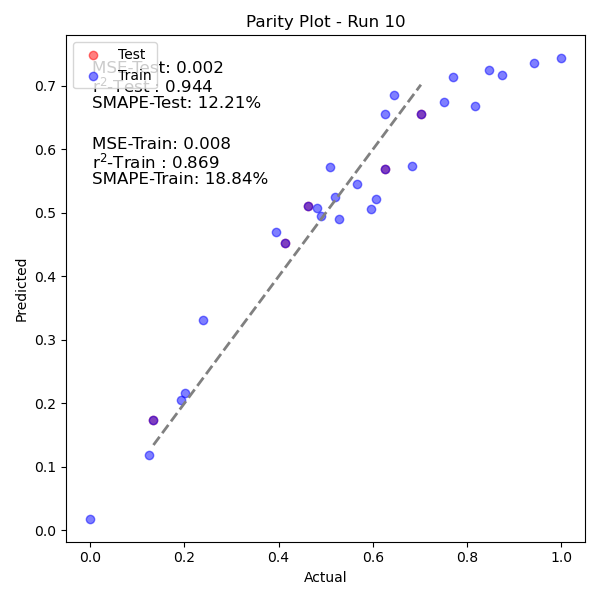 Parity Plot - Run 10
Test
Train
MSE-Test: 0.002
r²-Test : 0.944
SMAPE-Test: 12.21%
MSE-Train: 0.008
r²-Train : 0.869
SMAPE-Train: 18.84%
Predicted
0.7
0.6
0.5
0.4
0.3
0.2
0.1
0.0
0.0 0.2 0.4 0.6 0.8 1.0
Actual